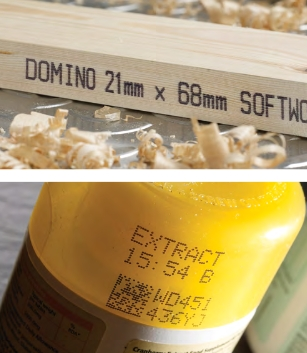 DOMINO 21mm x 68mm SOFTWO
EXTRACT
15:54 B
WD451
436YJ